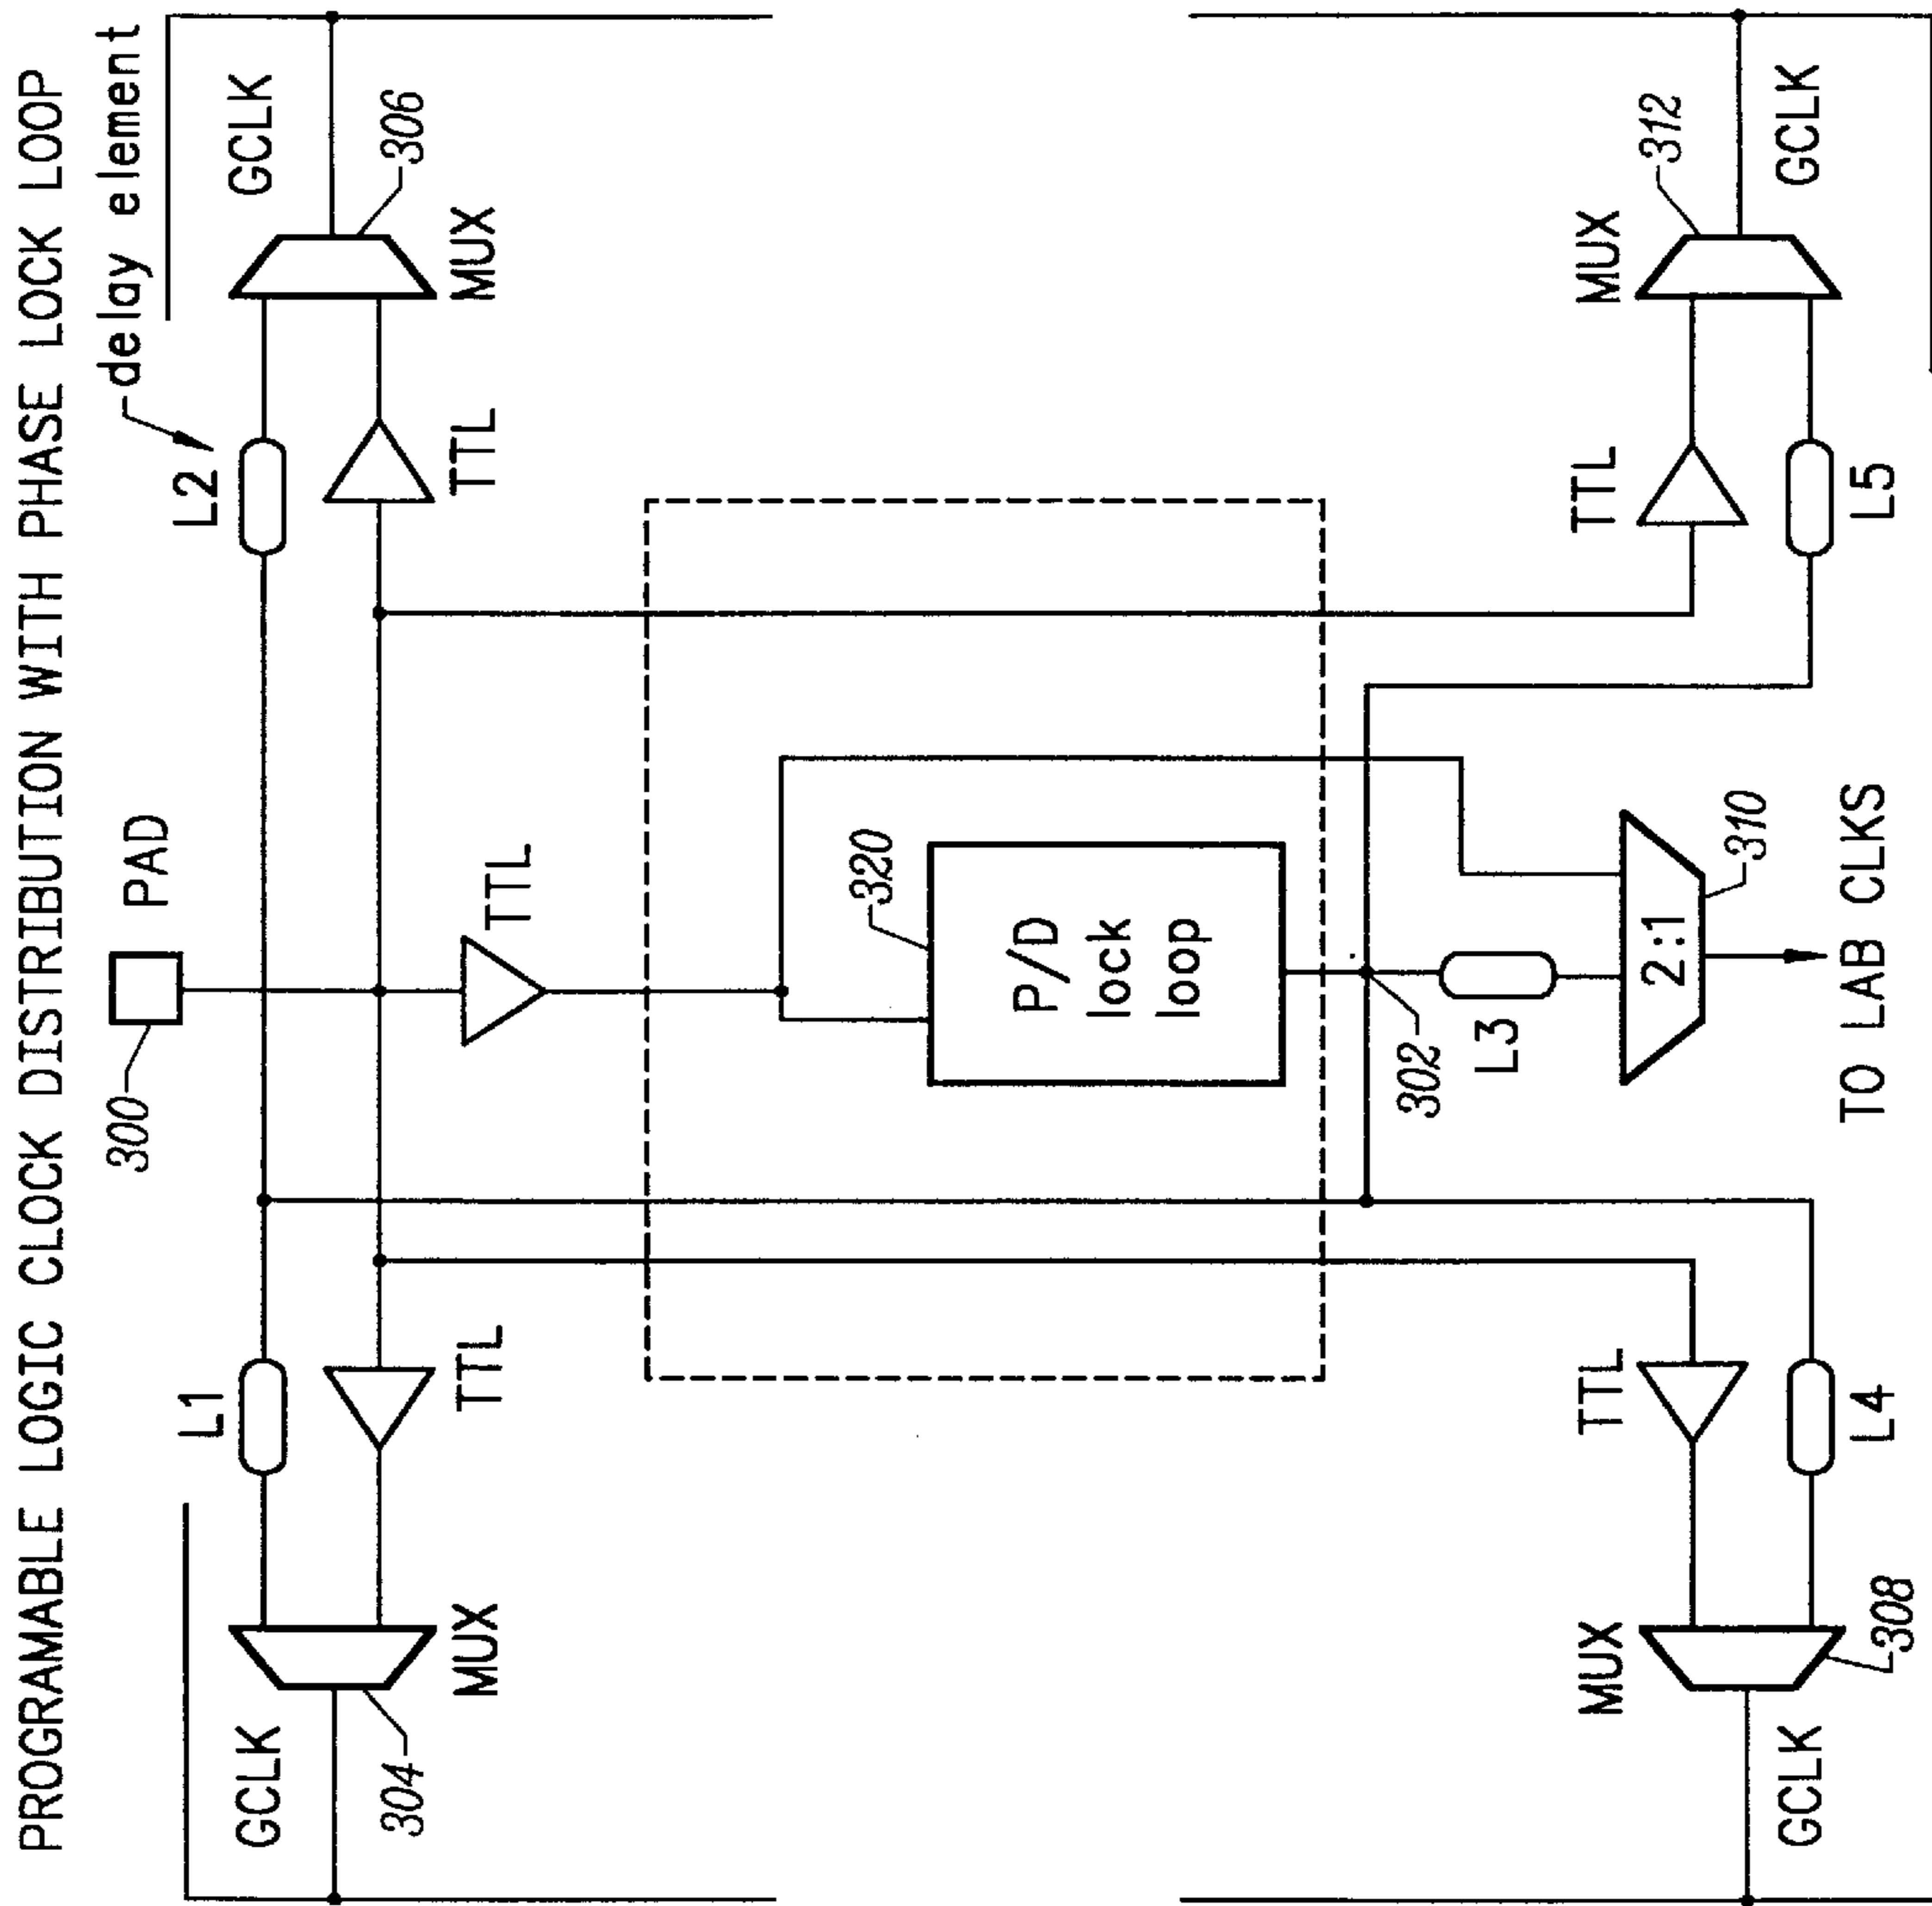 PROGRAMABLE LOGIC CLOCK DISTRIBUTION WITH PHASE LOCK LOOP
300
PAD
delay element
L1
L2
GCLK
GCLK
304
306
MUX
TTL
TTL
TTL
MUX
320
P/D
lock
loop
302
L3
MUX
TTL
TTL
MUX
312
2:1
310
308
GCLK
L4
TO LAB CLKS
L5
GCLK